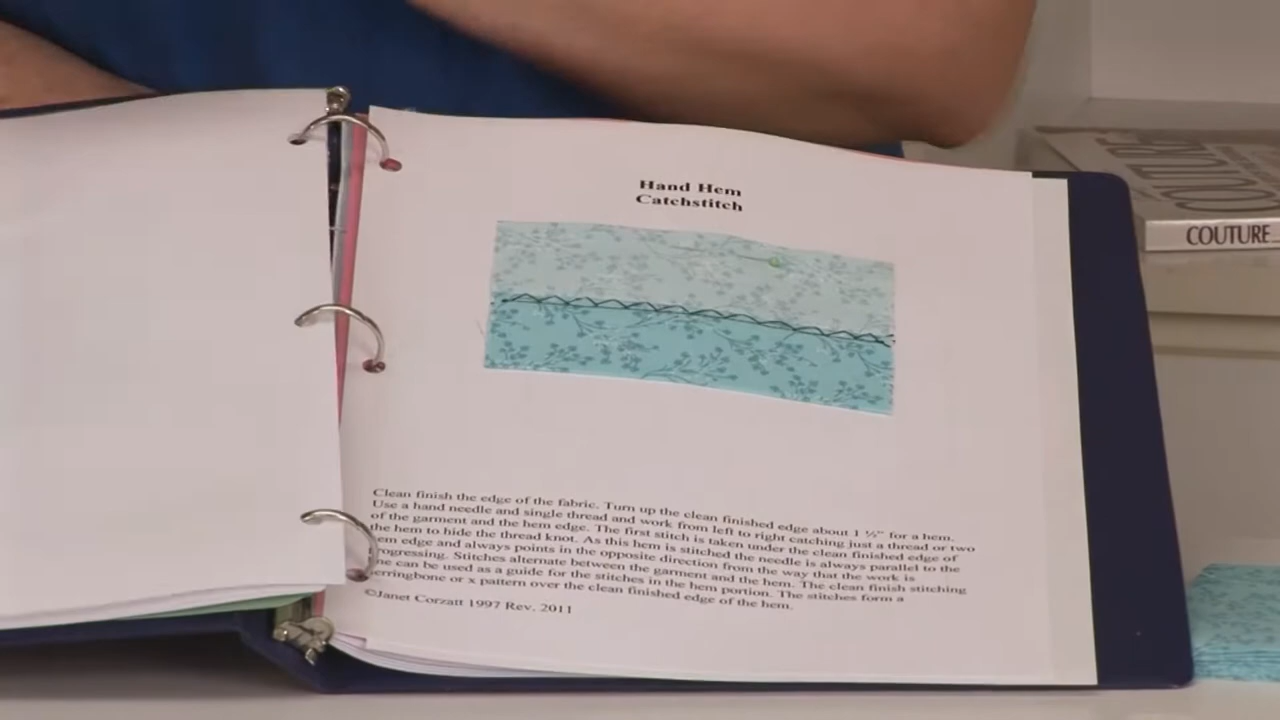 Hand Hem
Catchstitch
Clean finish the edge of the fabric. Turn up the clean finished edge about 1 ½" for a hem.
Use a hand needle and single thread and work from left to right catching just a thread or two
of the garment and the hem edge. The first stitch is taken under the clean finished edge of
the hem to hide the thread knot. As this hem is stitched the needle is always parallel to the
em edge and always points in the opposite direction from the way that the work is
rogressing. Stitches alternate between the garment and the hem. The clean finish stitching
ne can be used as a guide for the stitches in the hem portion. The stitches form a
erringbone or x pattern over the clean finished edge of the hem.
©Janet Corzatt 1997 Rev. 2011
COUTURE
COUTURE